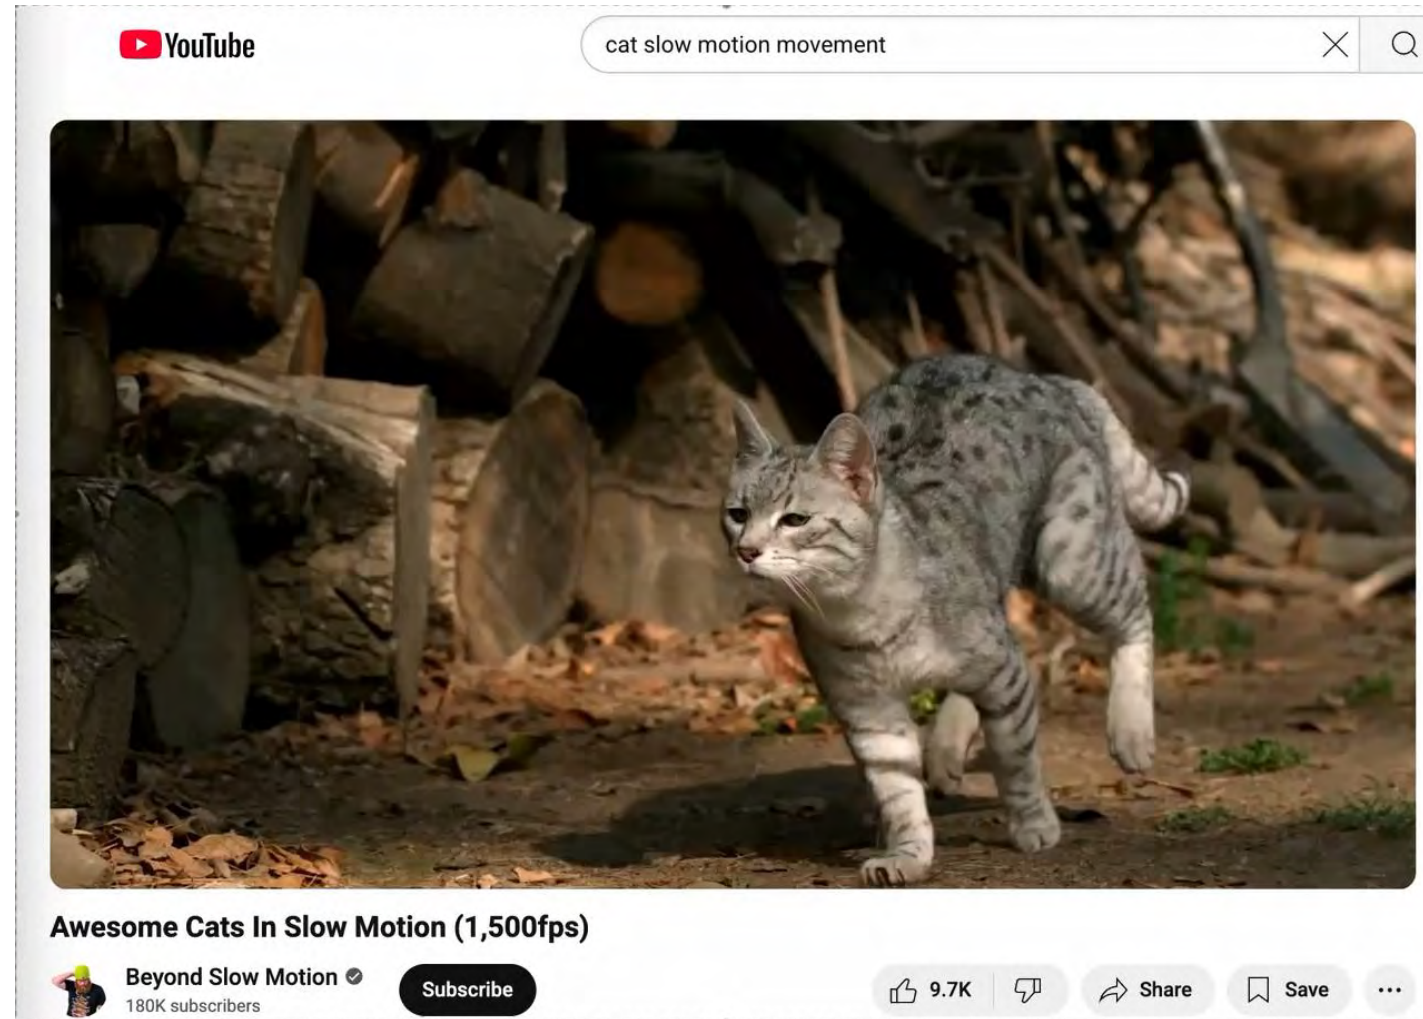 YouTube
cat slow motion movement
Awesome Cats In Slow Motion (1,500fps)
Beyond Slow Motion
180K subscribers
Subscribe
9.7K
Share
Save